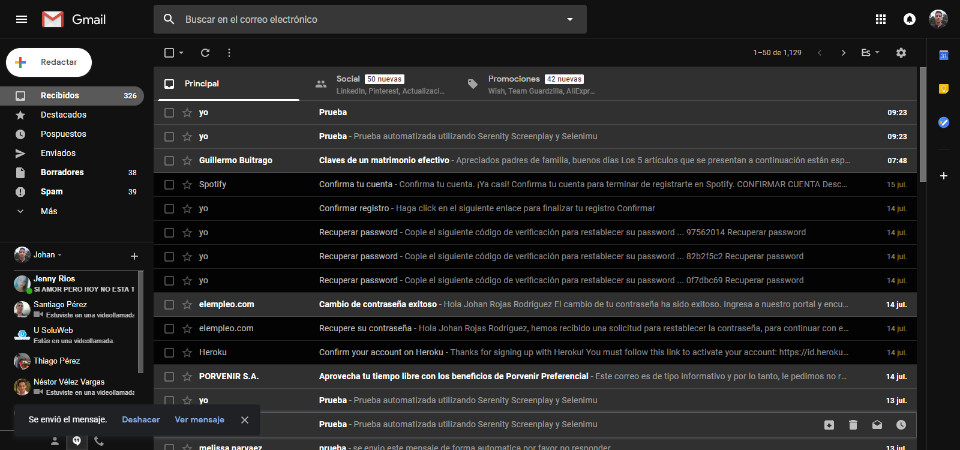 Gmail
Buscar en el correo electrónico
Redactar
1–50 de 1,129
Es
Principal
Social 50 nuevas
LinkedIn, Pinterest, Actualizaci...
Promociones 42 nuevas
Wish, Team Guardzilla, AliExpr...
Recibidos 326
Destacados
Pospuestos
Enviados
Borradores 38
Spam 29
Más
yo Prueba 09:23
yo Prueba - Prueba automatizada utilizando Serenity Screenplay y Selenimu 09:23
Guillermo Buitrago Claves de un matrimonio efectivo - Apreciados padres de familia, buenos días Los 5 artículos que se presentan a continuación están esp... 07:48
Spotify Confirma tu cuenta - Confirma tu cuenta. ¡Ya casi! Confirma tu cuenta para terminar de registrarte en Spotify. CONFIRMAR CUENTA Desc... 15 jul.
yo Confirmar registro - Haga click en el siguiente enlace para finalizar tu registro Confirmar 14 jul.
yo Recuperar password - Copie el siguiente código de verificación para restablecer su password ... 97562014 Recuperar password 14 jul.
yo Recuperar password - Copie el siguiente código de verificación para restablecer su password ... 82b2f5c2 Recuperar password 14 jul.
yo Recuperar password - Copie el siguiente código de verificación para restablecer su password ... 0f7dbc69 Recuperar password 14 jul.
elempleo.com Cambio de contraseña exitoso - Hola Johan Rojas Rodríguez El cambio de tu contraseña ha sido exitoso. Ingresa a nuestro portal y encu... 14 jul.
elempleo.com Recupere su contraseña - Hola Johan Rojas Rodriguez, hemos recibido una solicitud para restablecer la contraseña, para continuar con e... 14 jul.
Heroku Confirm your account on Heroku - Thanks for signing up with Heroku! You must follow this link to activate your account: https://id.heroku... 14 jul.
PORVENIR S.A. Aprovecha tu tiempo libre con los beneficios de Porvenir Preferencial - Este correo es de tipo informativo y por lo tanto, le pedimos no r... 14 jul.
yo Prueba - Prueba automatizada utilizando Serenity Screenplay y Selenimu 13 jul.
Prueba - Prueba automatizada utilizando Serenity Screenplay y Selenimu
melissa narvaez prueba - se envio este mensaje de forma automatica por favor no responder 13 jul.
Johan
Jenny Rios
SI AMOR PERO HOY NO ESTA T
Santiago Pérez
Estuviste en una videollamada
U SoluWeb
Estás en una videollamada.
Thiago Pérez
Néstor Vélez Vargas
Estuviste en una videollamada
Se envió el mensaje. Deshacer Ver mensaje